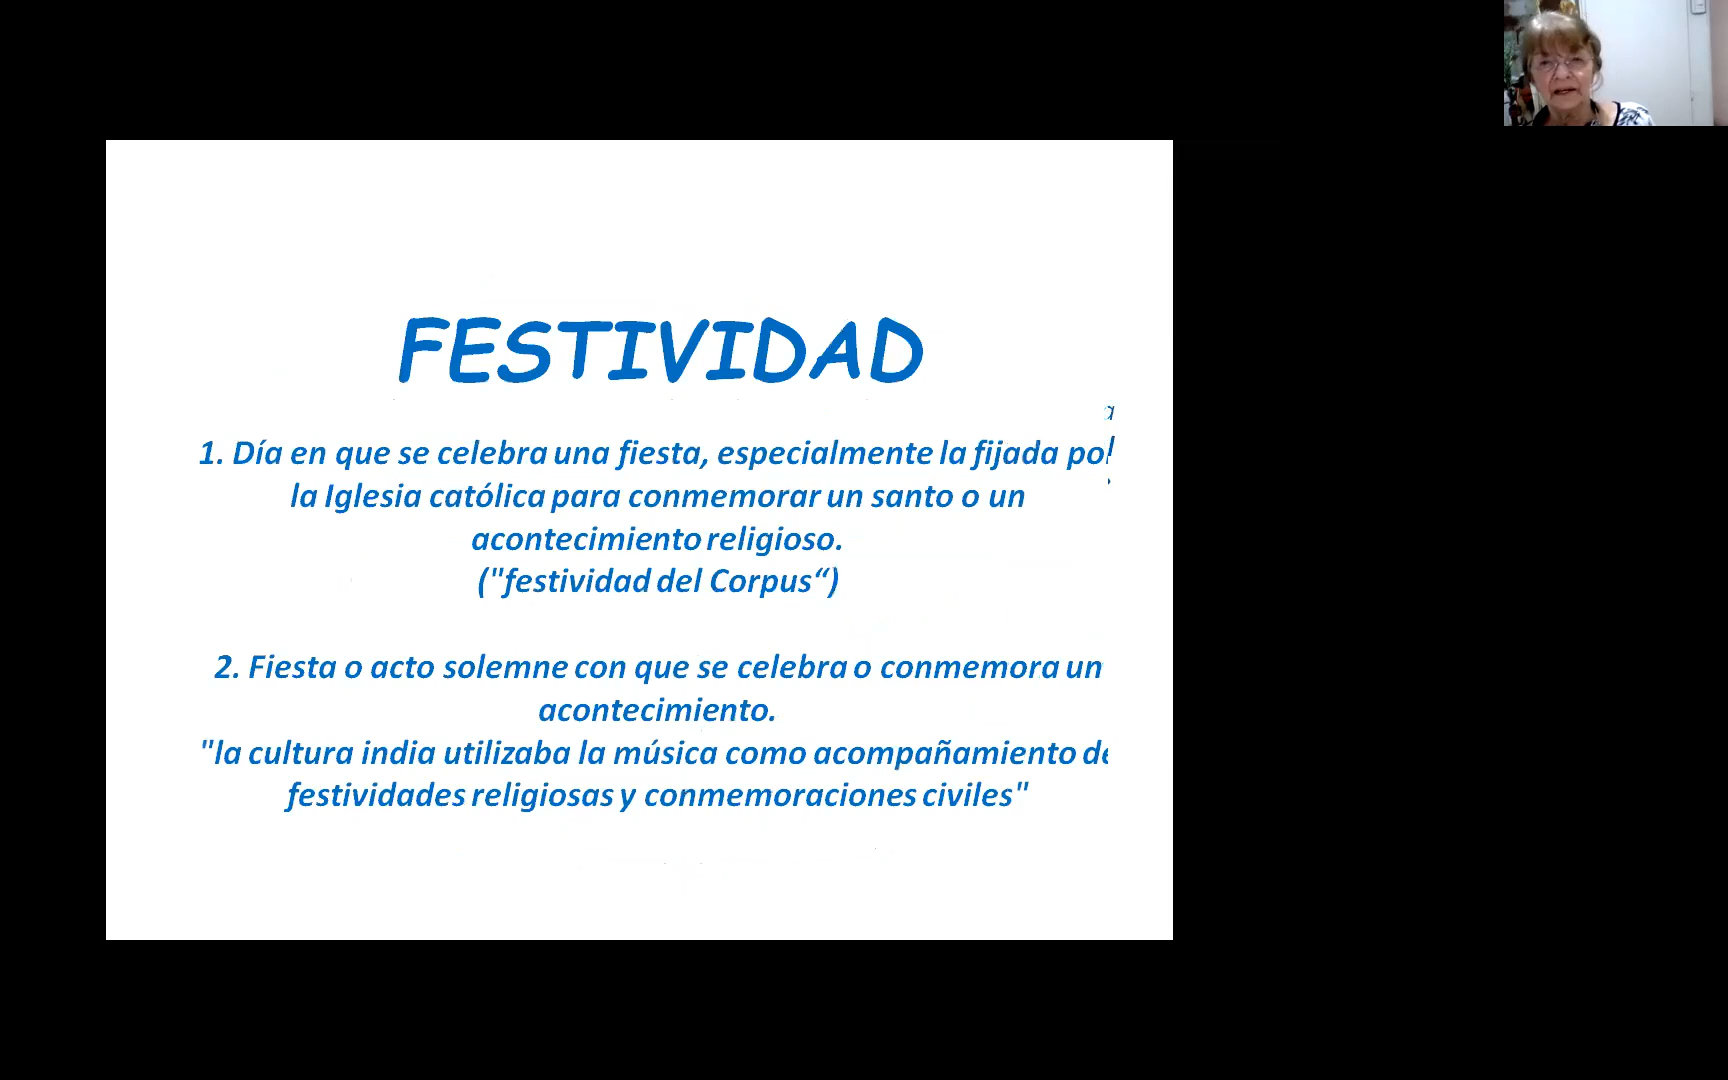 FESTIVIDAD
1. Día en que se celebra una fiesta, especialmente la fijada por
la Iglesia católica para conmemorar un santo o un
acontecimiento religioso.
("festividad del Corpus“)
2. Fiesta o acto solemne con que se celebra o conmemora un
acontecimiento.
"la cultura india utilizaba la música como acompañamiento de
festividades religiosas y conmemoraciones civiles"